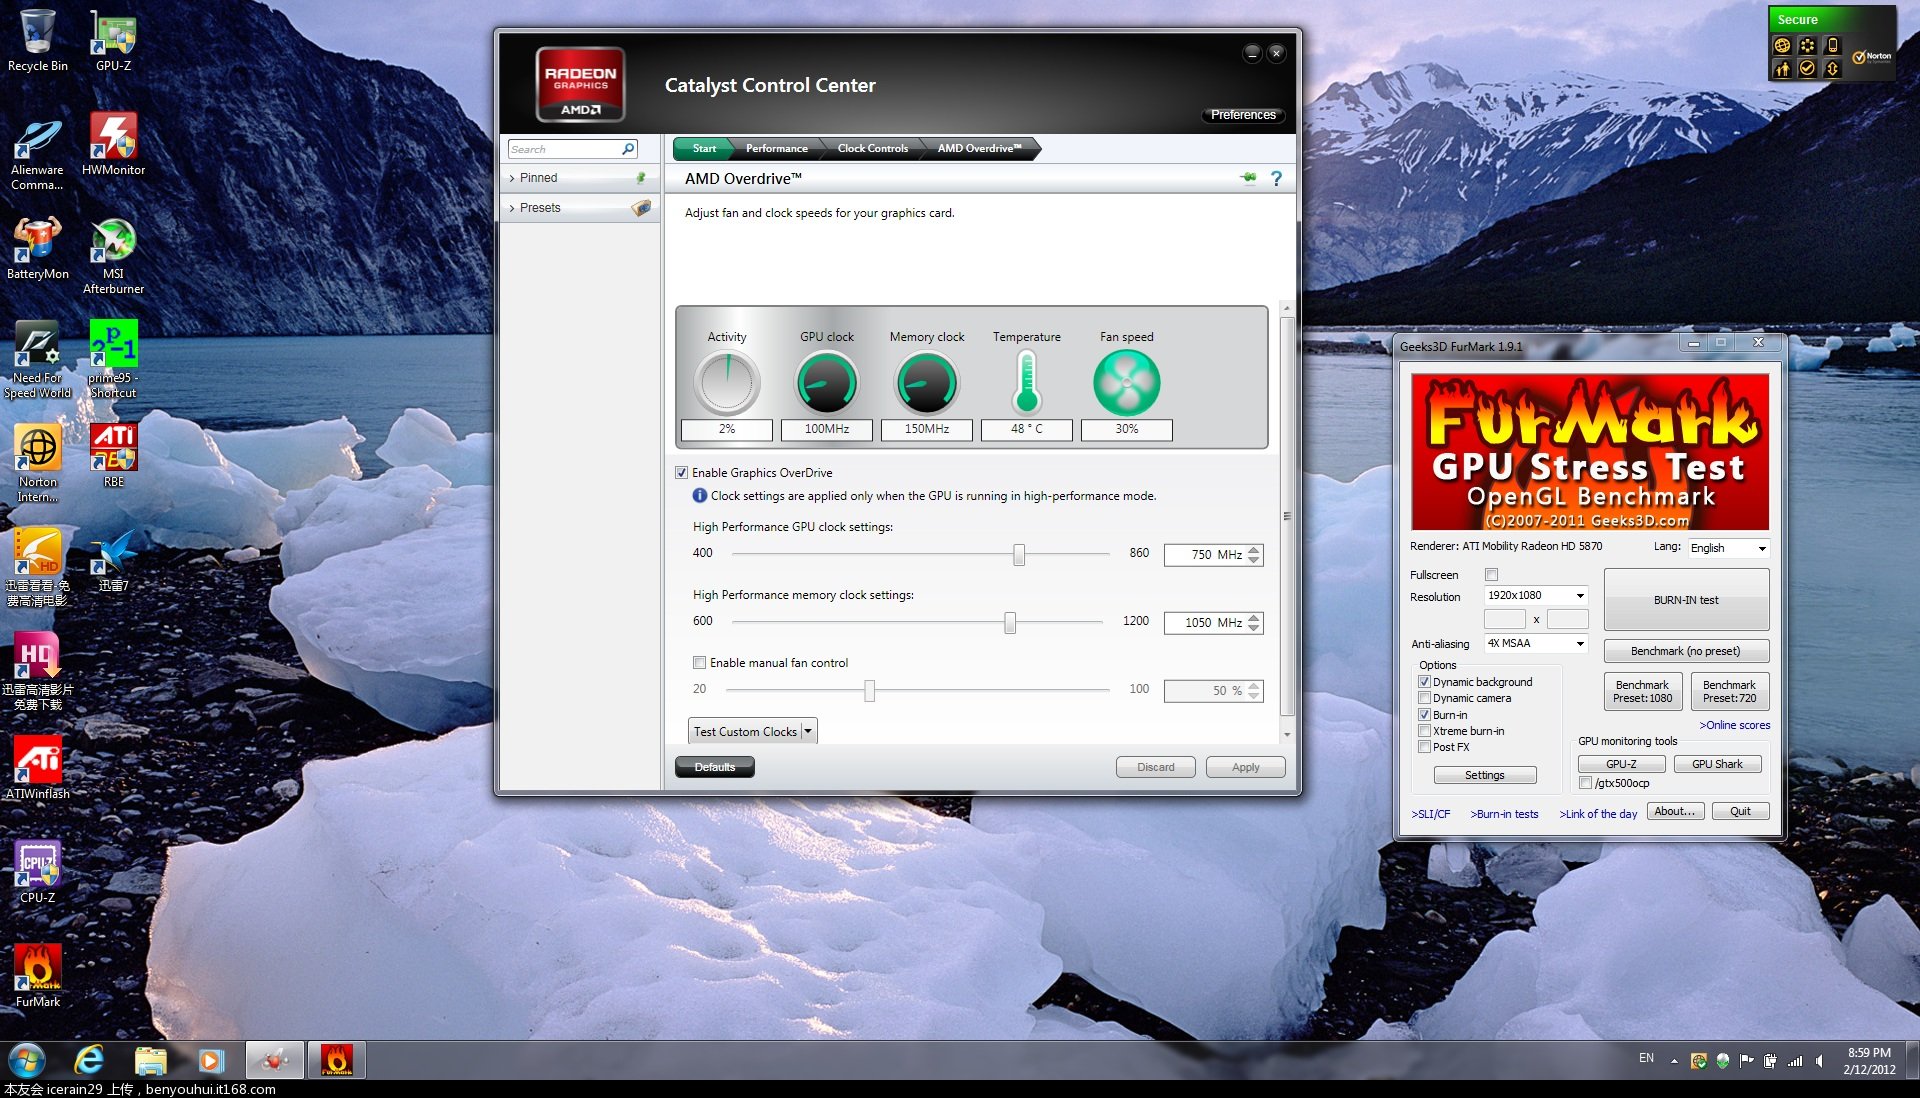 Recycle Bin
GPU-Z
Alienware
Comma...
HWMonitor
BatteryMon
MSI
Afterburner
Need For
Speed World
prime95 -
Shortcut
Norton
Intern...
RBE
迅雷看看-免
费高清电影
迅雷7
迅雷高清影片
免费下载
ATIWinflash
CPU-Z
FurMark
RADEON
GRAPHICS
AMD
Catalyst Control Center
Preferences
Search
Start
Performance
Clock Controls
AMD Overdrive™
Pinned
Presets
AMD Overdrive™
Adjust fan and clock speeds for your graphics card.
Activity
GPU clock
Memory clock
Temperature
Fan speed
2%
100MHz
150MHz
48 ° C
30%
Enable Graphics OverDrive
Clock settings are applied only when the GPU is running in high-performance mode.
High Performance GPU clock settings:
400
860
750 MHz
High Performance memory clock settings:
600
1200
1050 MHz
Enable manual fan control
20
100
50 %
Test Custom Clocks
Defaults
Discard
Apply
Secure
Norton
Geeks3D FurMark 1.9.1
FurMark
GPU Stress Test
OpenGL Benchmark
(C)2007-2011 Geeks3D.com
Renderer: ATI Mobility Radeon HD 5870
Lang:
English
Fullscreen
Resolution
1920x1080
x
Anti-aliasing
4X MSAA
BURN-IN test
Benchmark (no preset)
Benchmark
Preset:1080
Benchmark
Preset:720
>Online scores
Options
Dynamic background
Dynamic camera
Burn-in
Xtreme burn-in
Post FX
Settings
GPU monitoring tools
GPU-Z
GPU Shark
/gtx500ocp
>SLI/CF
>Burn-in tests
>Link of the day
About...
Quit
EN
8:59 PM
2/12/2012
本友会 icerain29 上传，benyouhui.it168.com